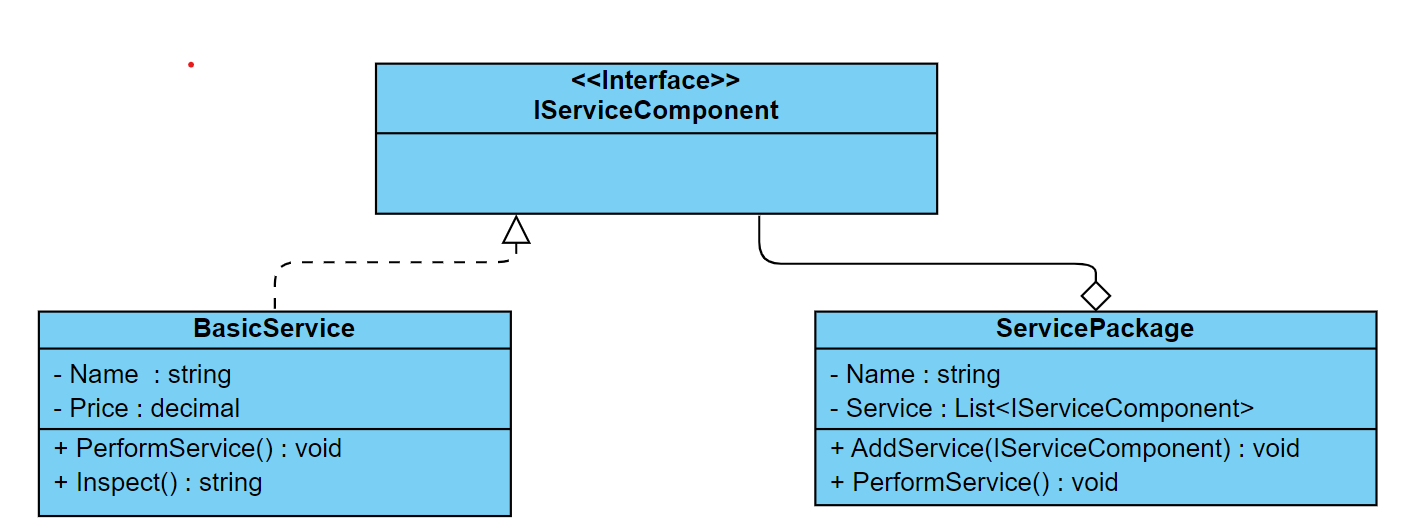 <<Interface>>
IServiceComponent
BasicService
- Name : string
- Price : decimal
+ PerformService() : void
+ Inspect() : string
ServicePackage
- Name : string
- Service : List<IServiceComponent>
+ AddService(IServiceComponent) : void
+ PerformService() : void